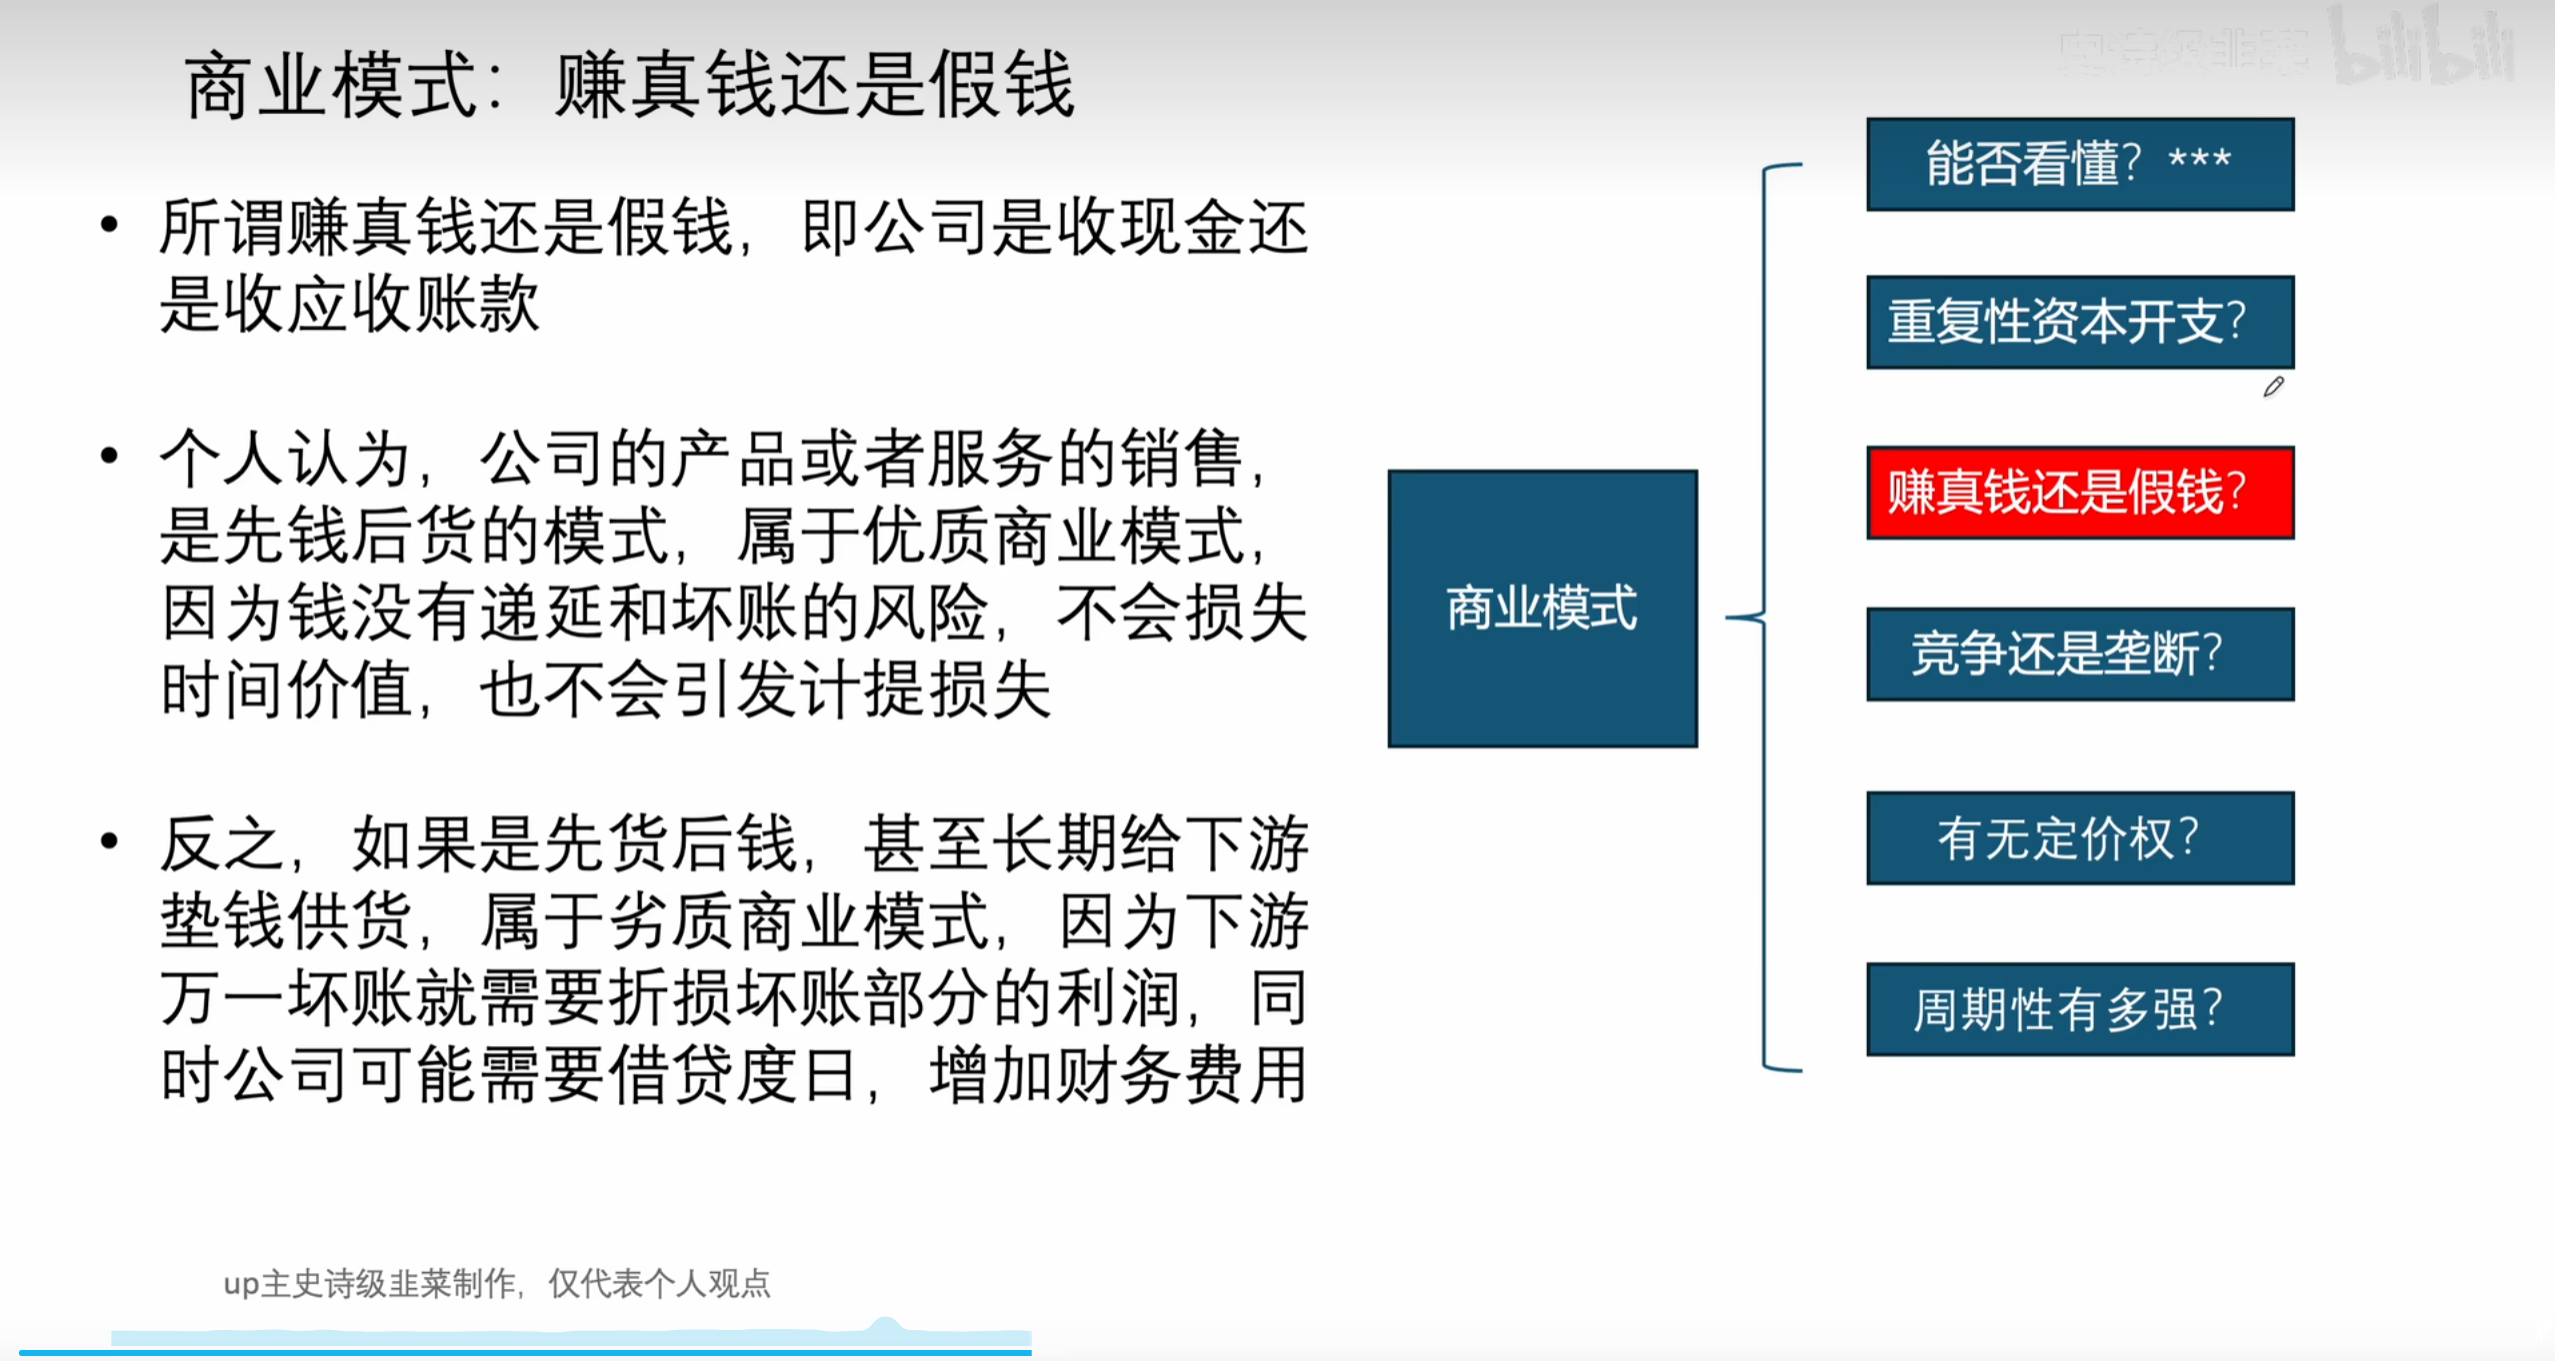 史诗级韭菜 bilibili
商业模式：赚真钱还是假钱
• 所谓赚真钱还是假钱，即公司是收现金还
是收应收账款
• 个人认为，公司的产品或者服务的销售，
是先钱后货的模式，属于优质商业模式，
因为钱没有递延和坏账的风险，不会损失
时间价值，也不会引发计提损失
• 反之，如果是先货后钱，甚至长期给下游
垫钱供货，属于劣质商业模式，因为下游
万一坏账就需要折损坏账部分的利润，同
时公司可能需要借贷度日，增加财务费用
商业模式
能否看懂？***
重复性资本开支？
赚真钱还是假钱？
竞争还是垄断？
有无定价权？
周期性有多强？
up主史诗级韭菜制作，仅代表个人观点